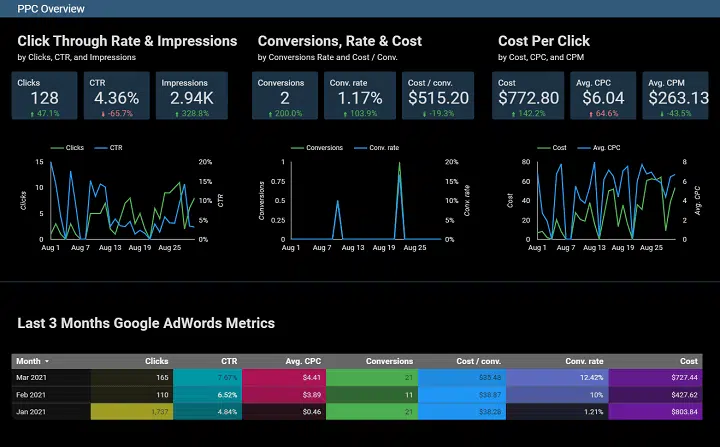 PPC Overview
Click Through Rate & Impressions
by Clicks, CTR, and Impressions
Clicks CTR Impressions
128 4.36% 2.94K
47.1% -65.7% 328.8%
Clicks CTR
15 20%
10 15%
10%
5 5%
0 0%
Clicks CTR
Aug 1 Aug 7 Aug 13 Aug 19 Aug 25
Conversions, Rate & Cost
by Conversions Rate and Cost / Conv.
Conversions Conv. rate Cost / conv.
2 1.17% $515.20
200.0% 103.9% -19.3%
Conversions Conv. rate
1 20%
0.75 15%
0.5 10%
0.25 5%
0 0%
Conversions Conv. rate
Aug 1 Aug 7 Aug 13 Aug 19 Aug 25
Cost Per Click
by Cost, CPC, and CPM
Cost Avg. CPC Avg. CPM
$772.80 $6.04 $263.13
142.2% 64.6% -43.5%
Cost Avg. CPC
80 8
60 6
40 4
20 2
0 0
Cost Avg. CPC
Aug 1 Aug 7 Aug 13 Aug 19 Aug 25
Last 3 Months Google AdWords Metrics
Month Clicks CTR Avg. CPC Conversions Cost / conv. Conv. rate Cost
Mar 2021 165 7.67% $4.41 21 $35.48 12.42% $727.44
Feb 2021 110 6.52% $3.89 11 $38.87 10% $427.62
Jan 2021 1,737 4.84% $0.46 21 $38.28 1.21% $803.84